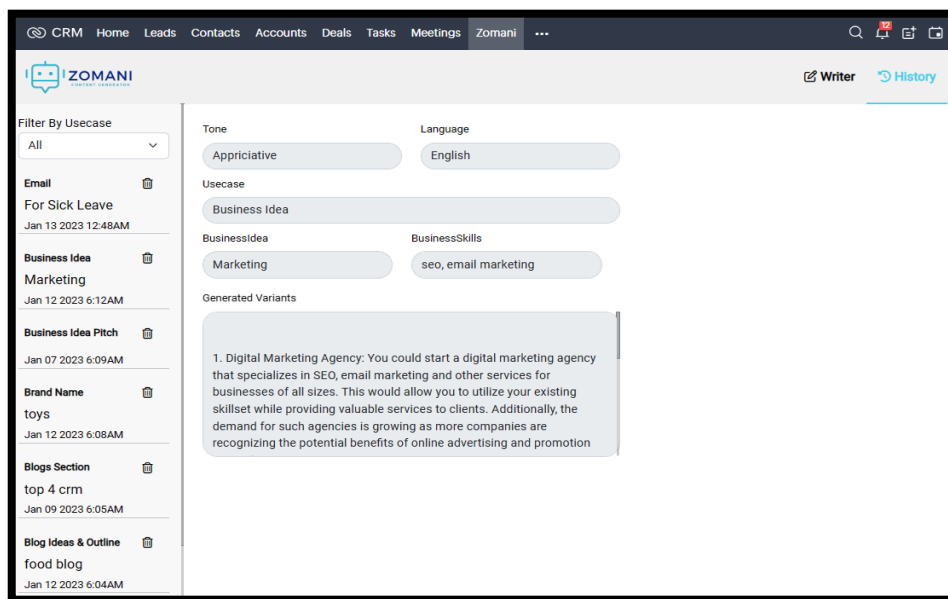 CRM Home Leads Contacts Accounts Deals Tasks Meetings Zomani ...
12
ZOMANI
CONTENT GENERATOR
Writer
History
Filter By Usecase
All
Email
For Sick Leave
Jan 13 2023 12:48AM
Business Idea
Marketing
Jan 12 2023 6:12AM
Business Idea Pitch
Jan 07 2023 6:09AM
Brand Name
toys
Jan 12 2023 6:08AM
Blogs Section
top 4 crm
Jan 09 2023 6:05AM
Blog Ideas & Outline
food blog
Jan 12 2023 6:04AM
Tone
Language
Appriciative
English
Usecase
Business Idea
BusinessIdea
BusinessSkills
Marketing
seo, email marketing
Generated Variants
1. Digital Marketing Agency: You could start a digital marketing agency
that specializes in SEO, email marketing and other services for
businesses of all sizes. This would allow you to utilize your existing
skillset while providing valuable services to clients. Additionally, the
demand for such agencies is growing as more companies are
recognizing the potential benefits of online advertising and promotion